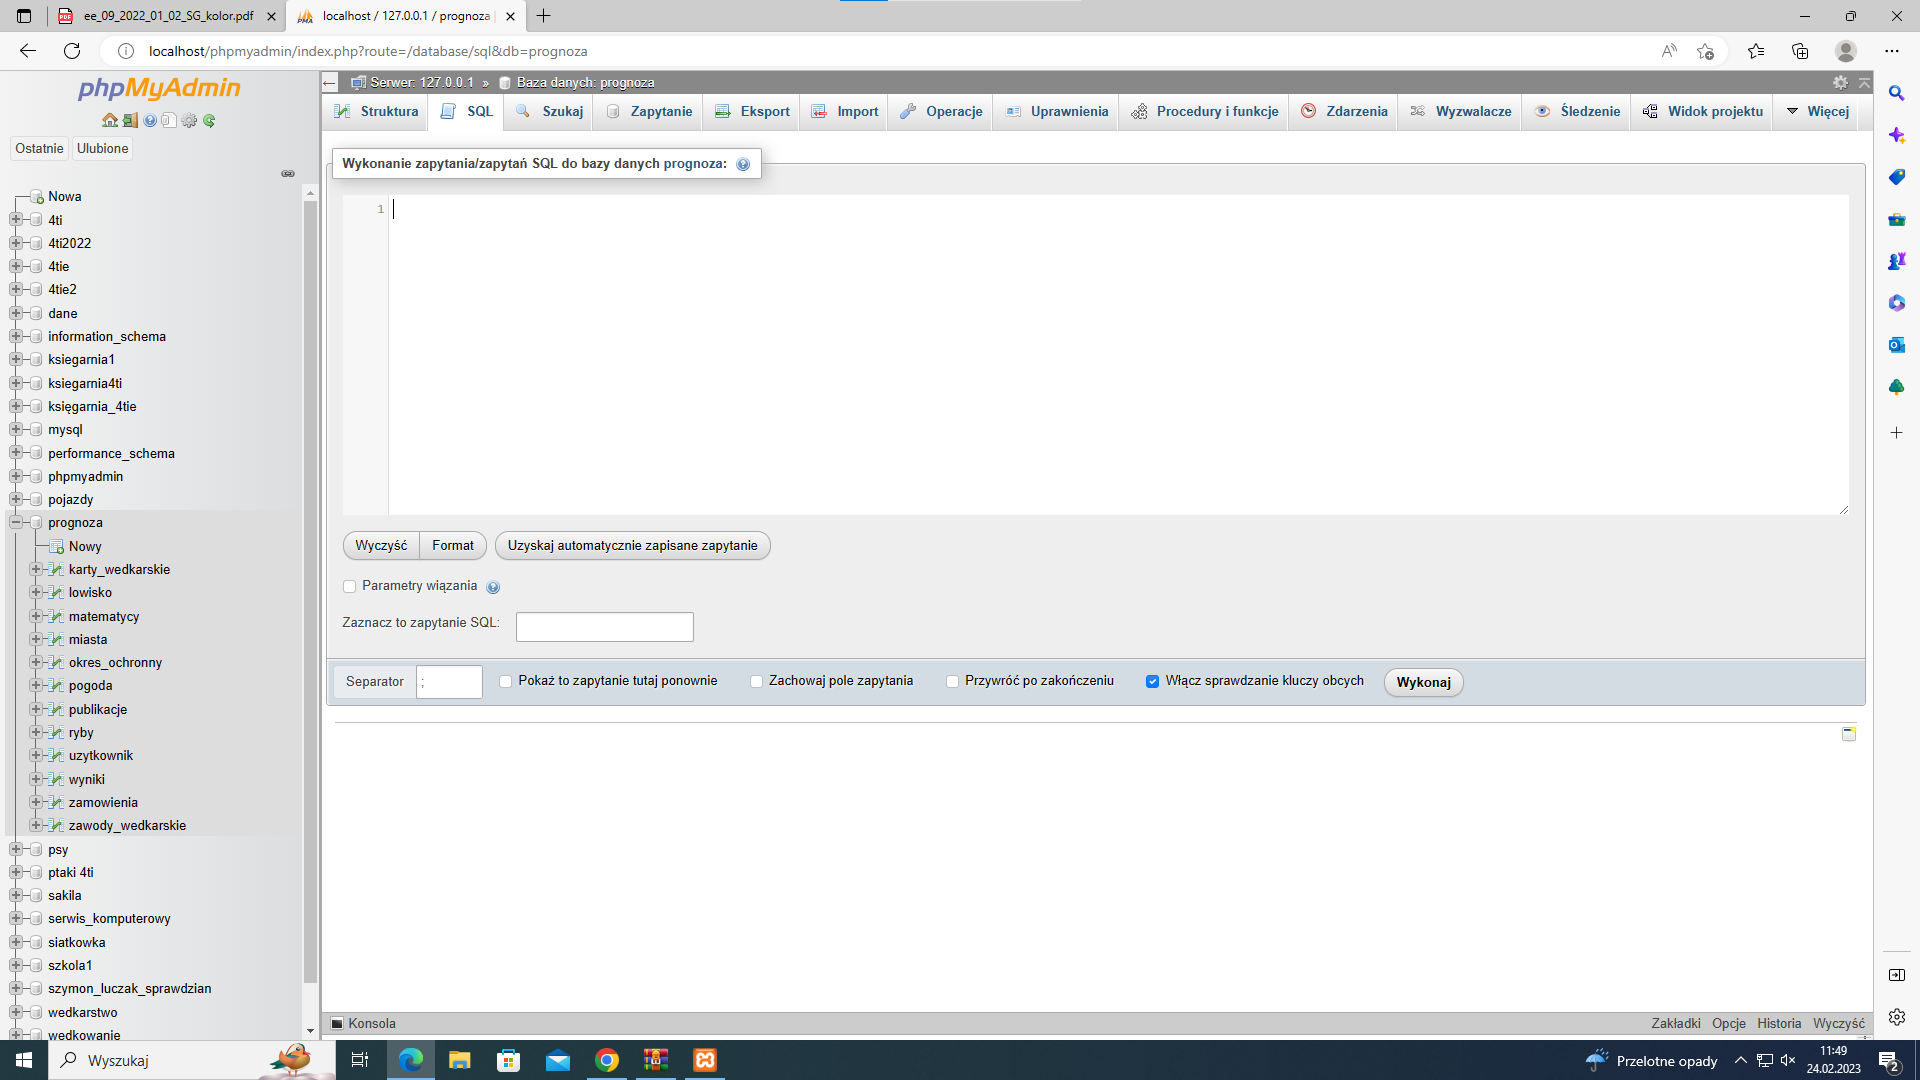 ee_09_2022_01_02_SG_kolor.pdf
localhost / 127.0.0.1 / prognoza
localhost/phpmyadmin/index.php?route=/database/sql&db=prognoza
phpMyAdmin
Ostatnie
Ulubione
Nowa
4ti
4ti2022
4tie
4tie2
dane
information_schema
ksiegarnia1
ksiegarnia4ti
księgarnia_4tie
mysql
performance_schema
phpmyadmin
pojazdy
prognoza
Nowy
karty_wedkarskie
lowisko
matematycy
miasta
okres_ochronny
pogoda
publikacje
ryby
uzytkownik
wyniki
zamowienia
zawody_wedkarskie
psy
ptaki 4ti
sakila
serwis_komputerowy
siatkowka
szkola1
szymon_luczak_sprawdzian
wedkarstwo
wedkowanie
Serwer: 127.0.0.1 » Baza danych: prognoza
Struktura
SQL
Szukaj
Zapytanie
Eksport
Import
Operacje
Uprawnienia
Procedury i funkcje
Zdarzenia
Wyzwalacze
Śledzenie
Widok projektu
Więcej
Wykonanie zapytania/zapytań SQL do bazy danych prognoza:
1
Wyczyść
Format
Uzyskaj automatycznie zapisane zapytanie
Parametry wiązania
Zaznacz to zapytanie SQL:
Separator
;
Pokaż to zapytanie tutaj ponownie
Zachowaj pole zapytania
Przywróć po zakończeniu
Włącz sprawdzanie kluczy obcych
Wykonaj
Konsola
Zakładki
Opcje
Historia
Wyczyść
Wyszukaj
Przelotne opady
11:49
24.02.2023
2